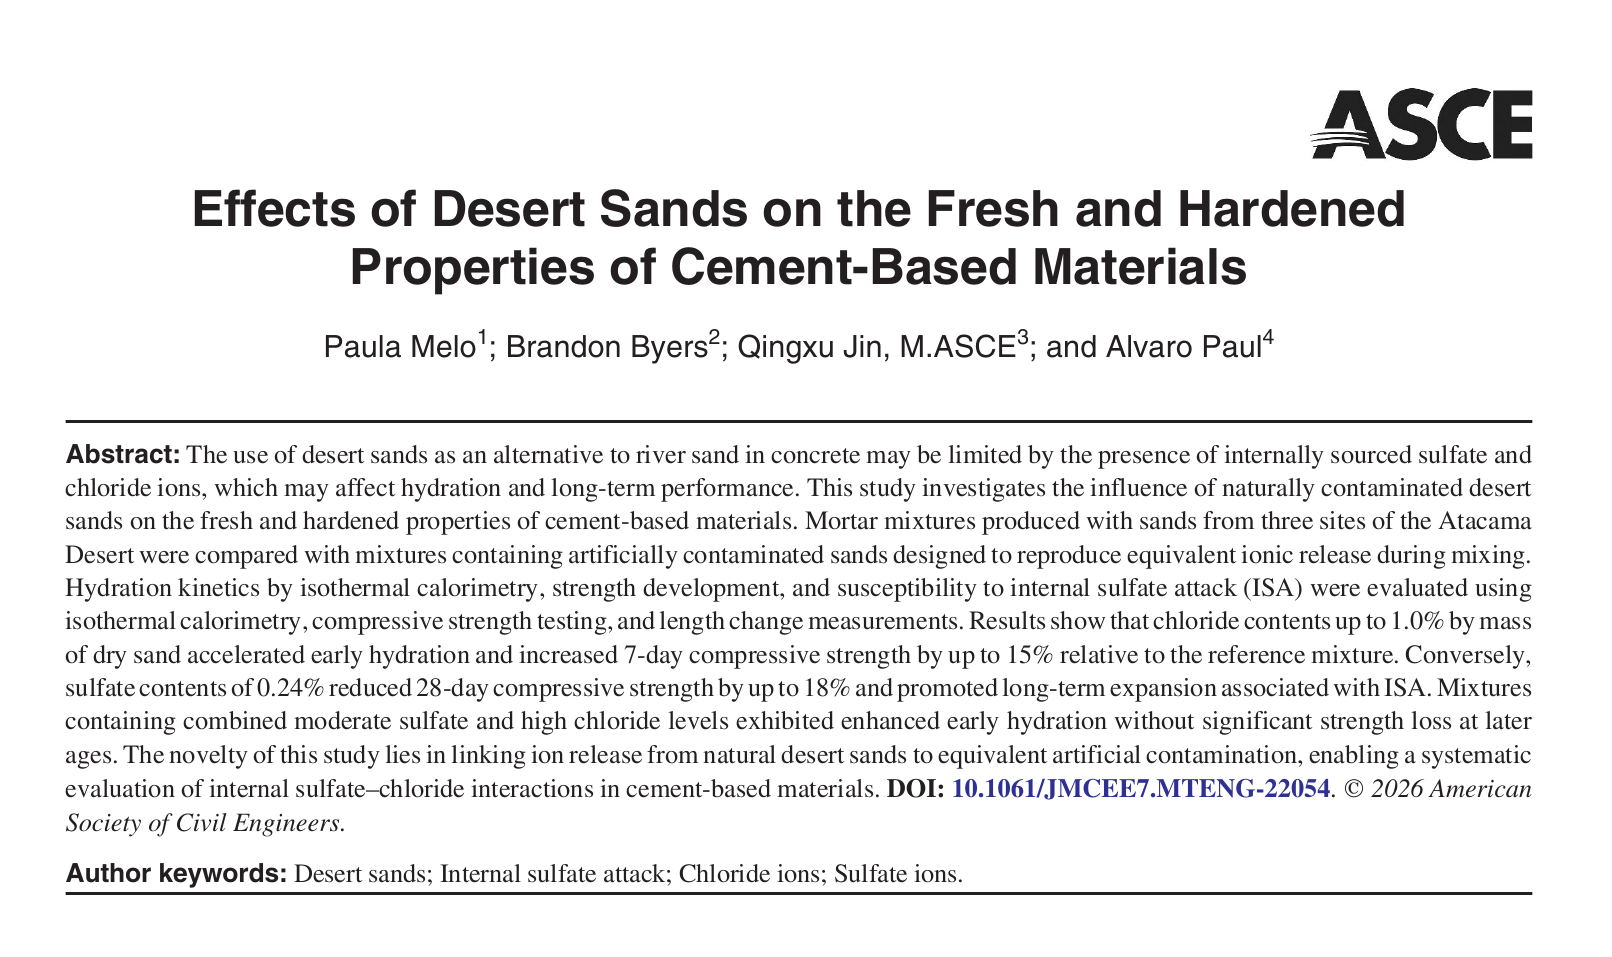 ASCE
Effects of Desert Sands on the Fresh and Hardened
Properties of Cement-Based Materials
Paula Melo1; Brandon Byers2; Qingxu Jin, M.ASCE3; and Alvaro Paul4
Abstract: The use of desert sands as an alternative to river sand in concrete may be limited by the presence of internally sourced sulfate and
chloride ions, which may affect hydration and long-term performance. This study investigates the influence of naturally contaminated desert
sands on the fresh and hardened properties of cement-based materials. Mortar mixtures produced with sands from three sites of the Atacama
Desert were compared with mixtures containing artificially contaminated sands designed to reproduce equivalent ionic release during mixing.
Hydration kinetics by isothermal calorimetry, strength development, and susceptibility to internal sulfate attack (ISA) were evaluated using
isothermal calorimetry, compressive strength testing, and length change measurements. Results show that chloride contents up to 1.0% by mass
of dry sand accelerated early hydration and increased 7-day compressive strength by up to 15% relative to the reference mixture. Conversely,
sulfate contents of 0.24% reduced 28-day compressive strength by up to 18% and promoted long-term expansion associated with ISA. Mixtures
containing combined moderate sulfate and high chloride levels exhibited enhanced early hydration without significant strength loss at later
ages. The novelty of this study lies in linking ion release from natural desert sands to equivalent artificial contamination, enabling a systematic
evaluation of internal sulfate–chloride interactions in cement-based materials. DOI: 10.1061/JMCEE7.MTENG-22054. © 2026 American
Society of Civil Engineers.
Author keywords: Desert sands; Internal sulfate attack; Chloride ions; Sulfate ions.